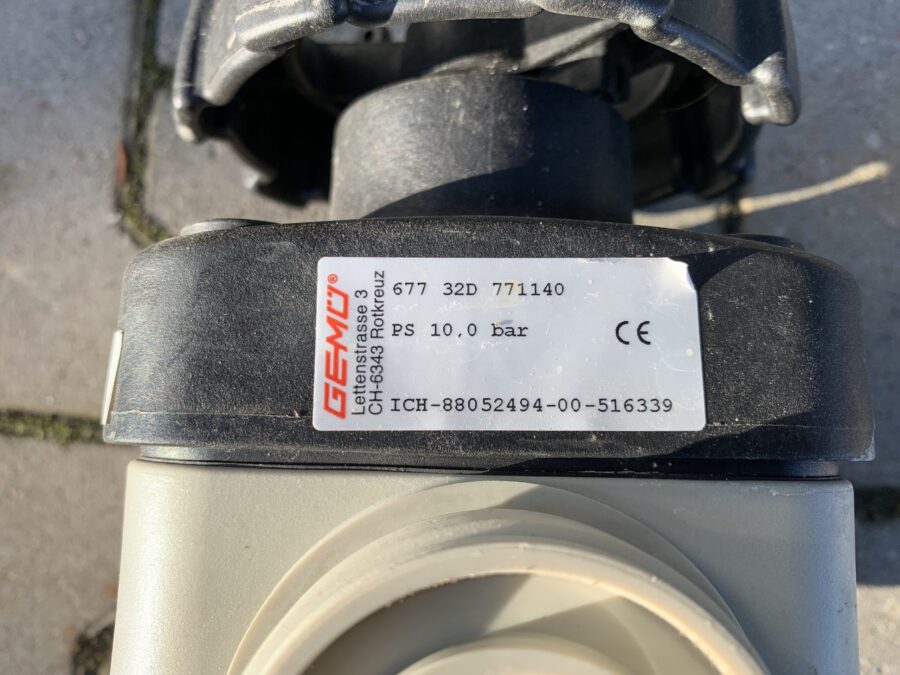 GEMÜ®
Lettenstrasse 3
CH-6343 Rotkreuz
677 32D 771140
PS 10,0 bar
CE
ICH-88052494-00-516339